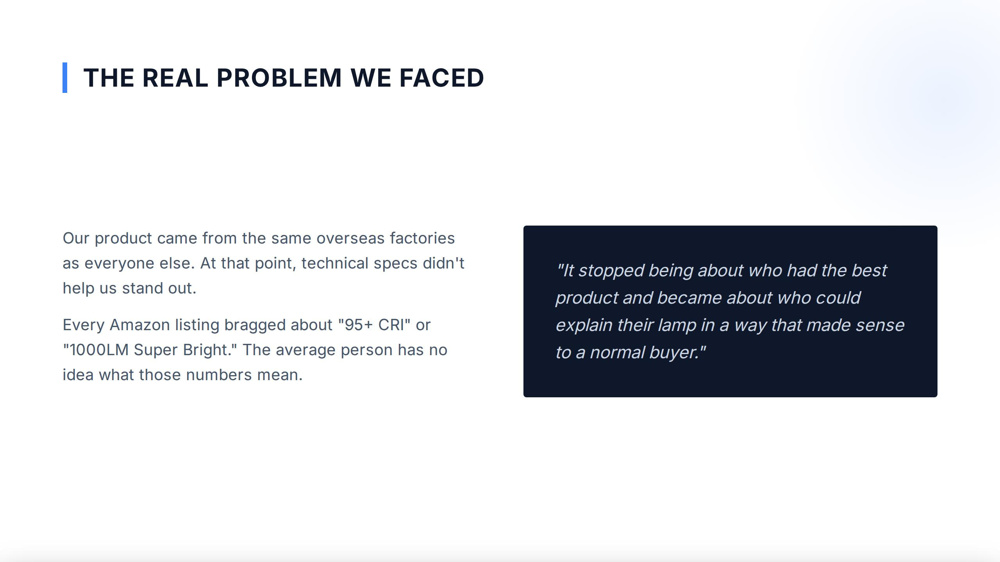 THE REAL PROBLEM WE FACED
Our product came from the same overseas factories
as everyone else. At that point, technical specs didn't
help us stand out.
Every Amazon listing bragged about "95+ CRI" or
"1000LM Super Bright." The average person has no
idea what those numbers mean.
"It stopped being about who had the best
product and became about who could
explain their lamp in a way that made sense
to a normal buyer."